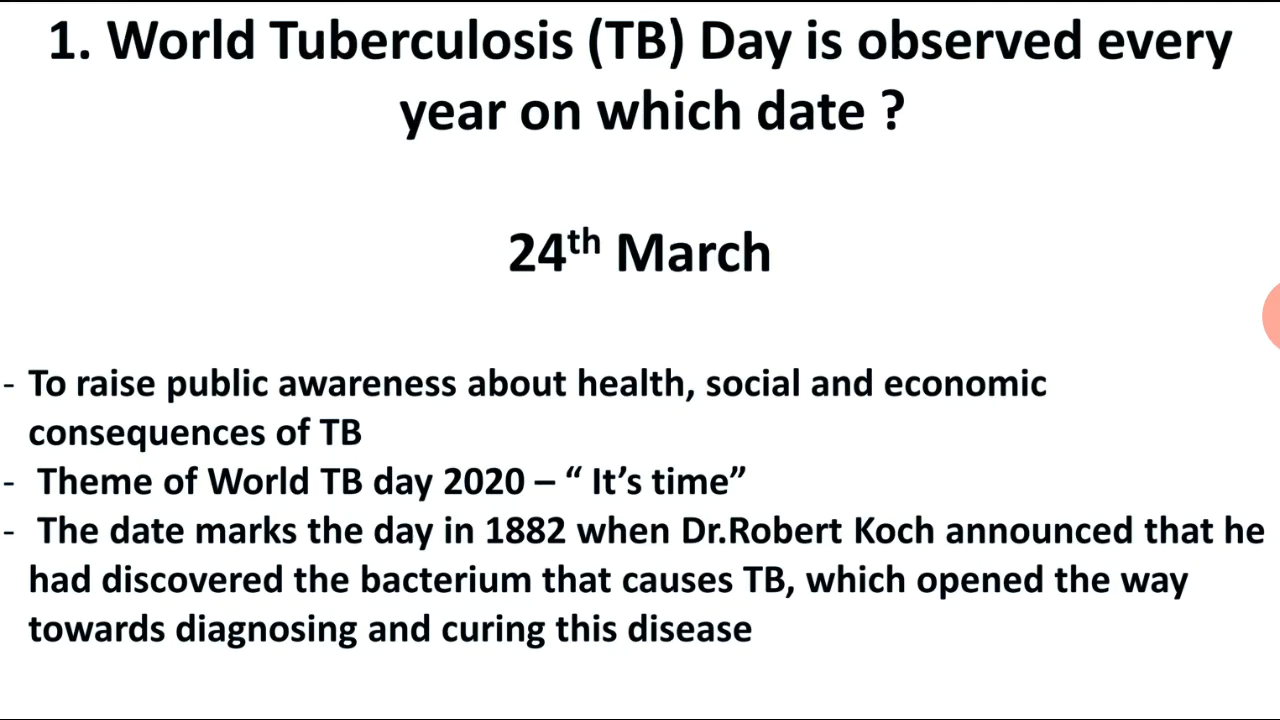 1. World Tuberculosis (TB) Day is observed every
year on which date ?
24th March
- To raise public awareness about health, social and economic
consequences of TB
- Theme of World TB day 2020 – “ It’s time”
- The date marks the day in 1882 when Dr.Robert Koch announced that he
had discovered the bacterium that causes TB, which opened the way
towards diagnosing and curing this disease